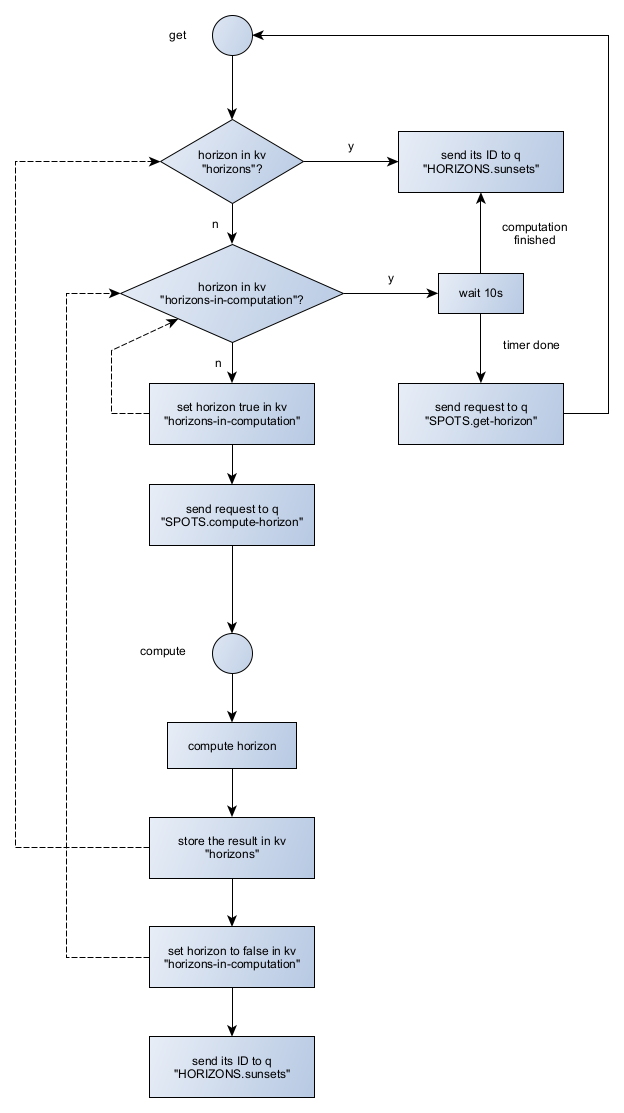 get
horizon in kv
"horizons"?
y
send its ID to q
"HORIZONS.sunsets"
n
computation
finished
horizon in kv
"horizons-in-computation"?
y
wait 10s
timer done
n
set horizon true in kv
"horizons-in-computation"
send request to q
"SPOTS.get-horizon"
send request to q
"SPOTS.compute-horizon"
compute
compute horizon
store the result in kv
"horizons"
set horizon to false in kv
"horizons-in-computation"
send its ID to q
"HORIZONS.sunsets"